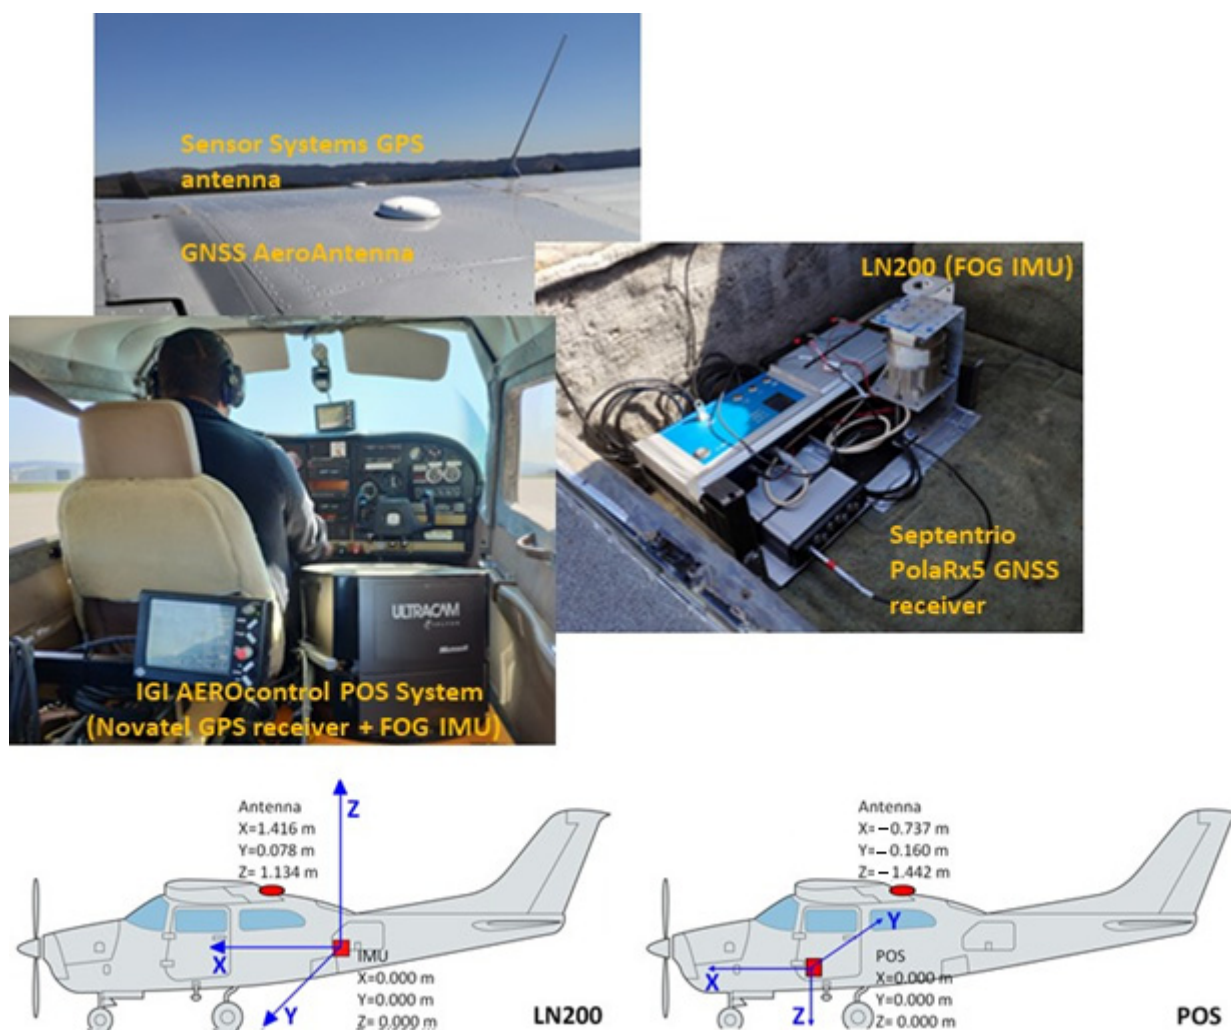 Sensor Systems GPS
antenna
GNSS AeroAntenna
LN200 (FOG IMU)
Septentrio
PolaRx5 GNSS
receiver
ULTRACAM
Microsoft
IGI AEROcontrol POS System
(Novatel GPS receiver + FOG IMU)
Antenna
X=1.416 m
Y=0.078 m
Z= 1.134 m
Z
X
Y
IMU
X=0.000 m
Y=0.000 m
Z= 0.000 m
LN200
Antenna
X=−0.737 m
Y=−0.160 m
Z=−1.442 m
Y
X
Z
POS
X=0.000 m
Y=0.000 m
Z= 0.000 m
POS